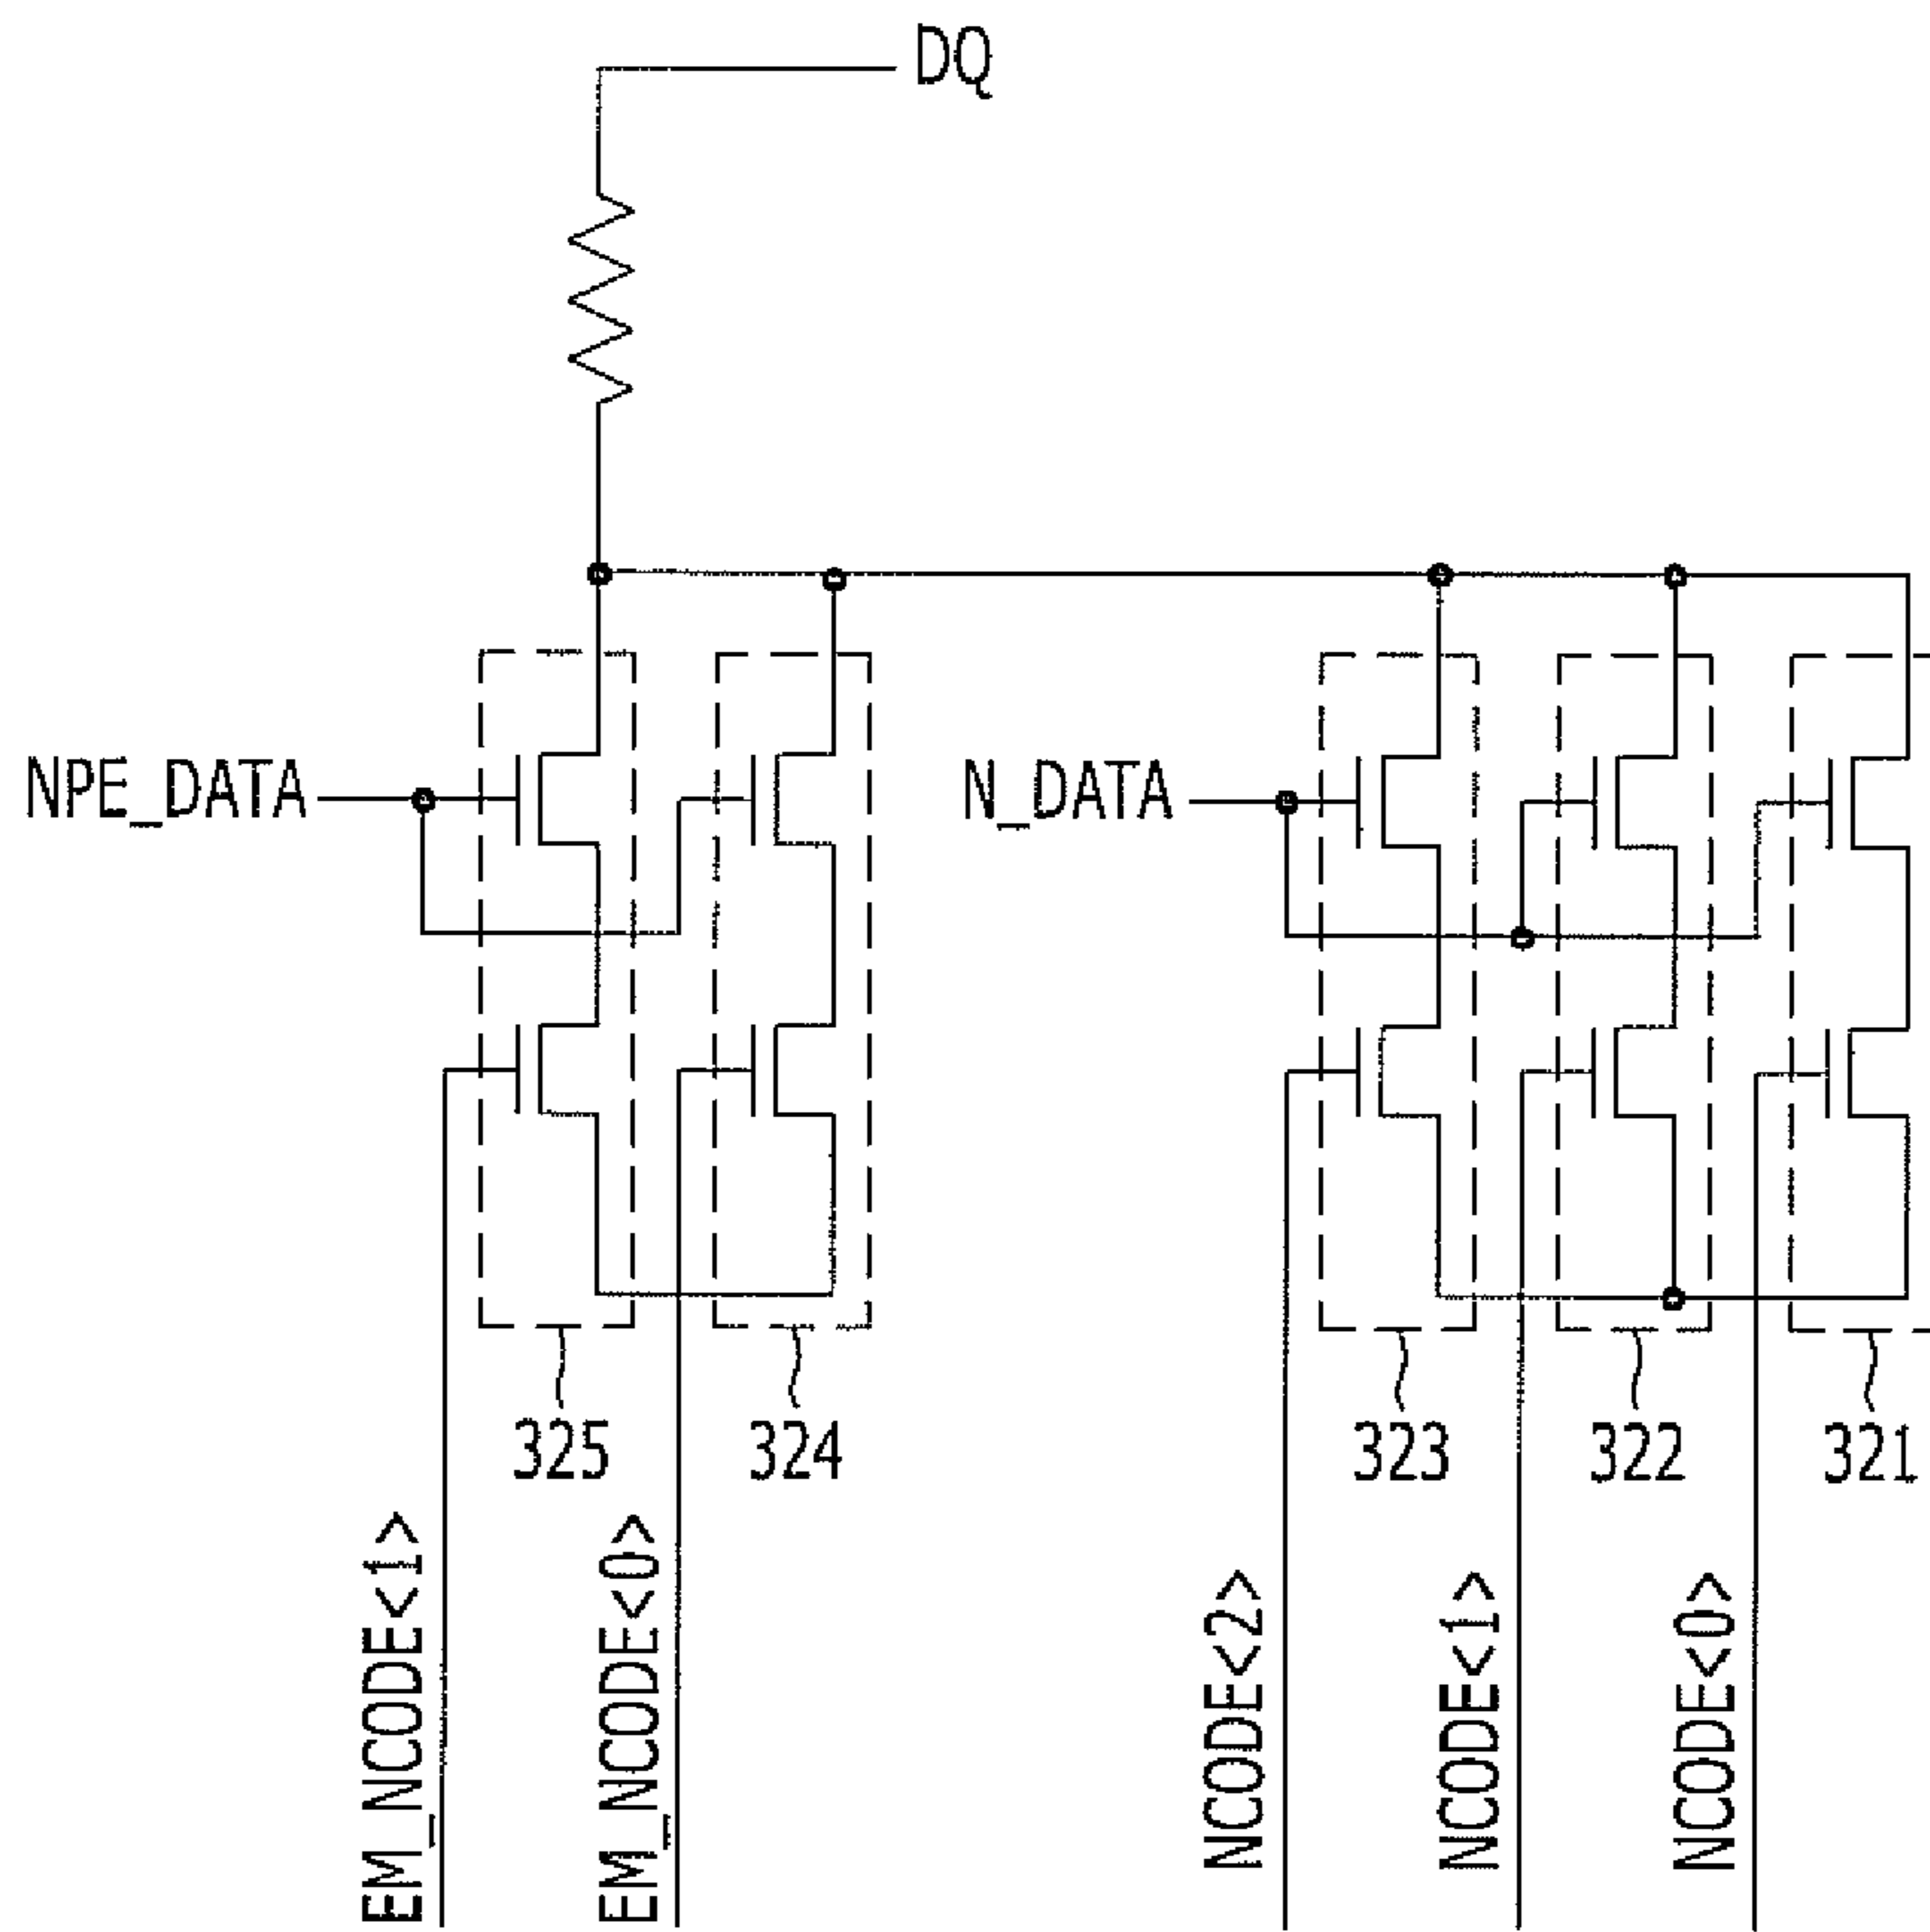 DQ
NPE_DATA
N_DATA
325
324
323
322
321
EM_NCODE<1>
EM_NCODE<0>
NCODE<2>
NCODE<1>
NCODE<0>